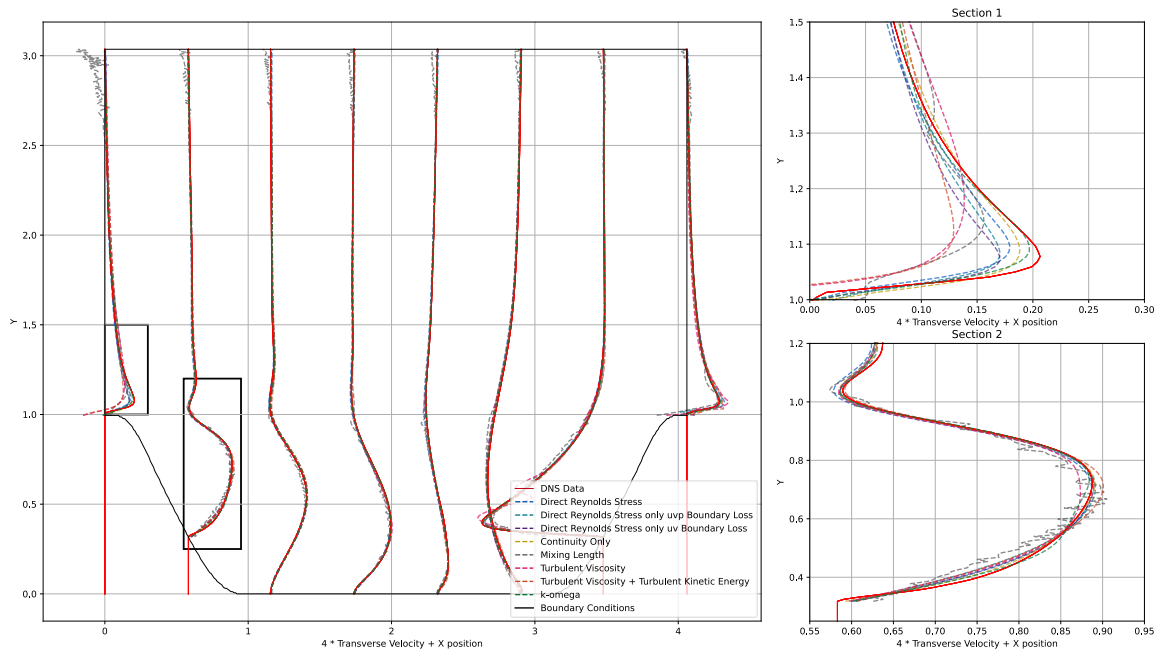 3.0
2.5
2.0
1.5
1.0
0.5
0.0
Y
0
1
2
3
4
4 * Transverse Velocity + X position
DNS Data
Direct Reynolds Stress
Direct Reynolds Stress only uvp Boundary Loss
Direct Reynolds Stress only uv Boundary Loss
Continuity Only
Mixing Length
Turbulent Viscosity
Turbulent Viscosity + Turbulent Kinetic Energy
k-omega
Boundary Conditions
Section 1
1.5
1.4
1.3
1.2
1.1
1.0
Y
0.00
0.05
0.10
0.15
0.20
0.25
0.30
4 * Transverse Velocity + X position
Section 2
1.2
1.0
0.8
0.6
0.4
Y
0.55
0.60
0.65
0.70
0.75
0.80
0.85
0.90
0.95
4 * Transverse Velocity + X position